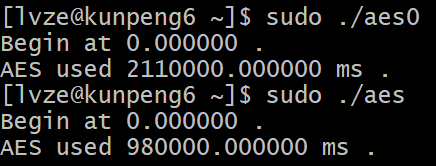 [lvze@kunpeng6 ~]$ sudo ./aes0
Begin at 0.000000 .
AES used 2110000.000000 ms .
[lvze@kunpeng6 ~]$ sudo ./aes
Begin at 0.000000 .
AES used 980000.000000 ms .